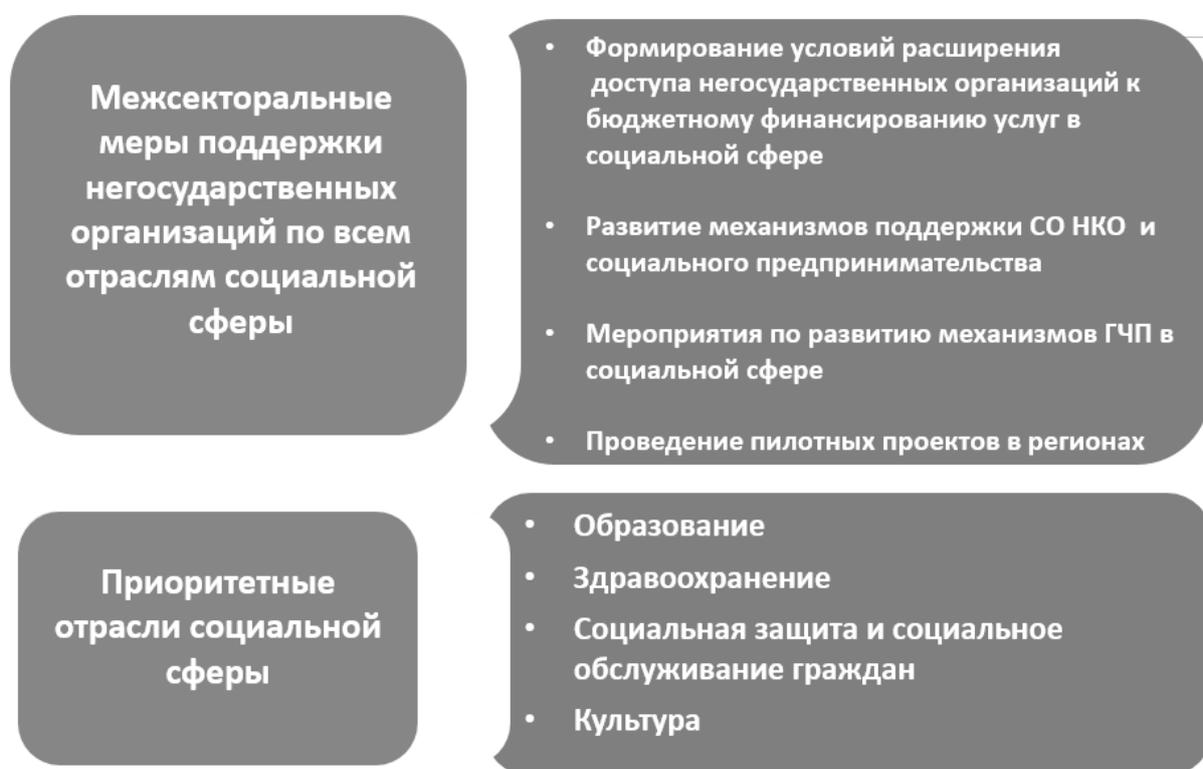 Межсекторальные
меры поддержки
негосударственных
организаций по всем
отраслям социальной
сферы
• Формирование условий расширения
доступа негосударственных организаций к
бюджетному финансированию услуг в
социальной сфере
• Развитие механизмов поддержки СО НКО и
социального предпринимательства
• Мероприятия по развитию механизмов ГЧП в
социальной сфере
• Проведение пилотных проектов в регионах
Приоритетные
отрасли социальной
сферы
• Образование
• Здравоохранение
• Социальная защита и социальное
обслуживание граждан
• Культура